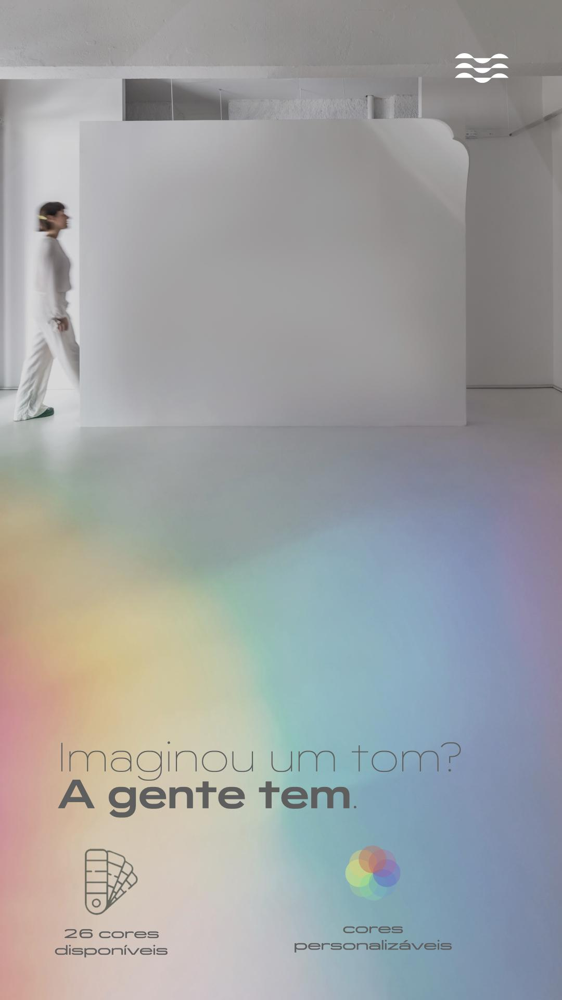 Imaginou um tom?
A gente tem.
26 cores
disponíveis
cores
personalizáveis